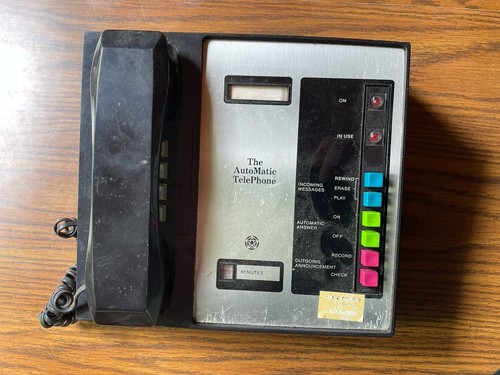 The
AutoMatic
TelePhone
ON
IN USE
INCOMING
MESSAGES
REWIND
ERASE
PLAY
AUTOMATIC
ANSWER
ON
OFF
OUTGOING
ANNOUNCEMENT
RECORD
CHECK
MINUTES